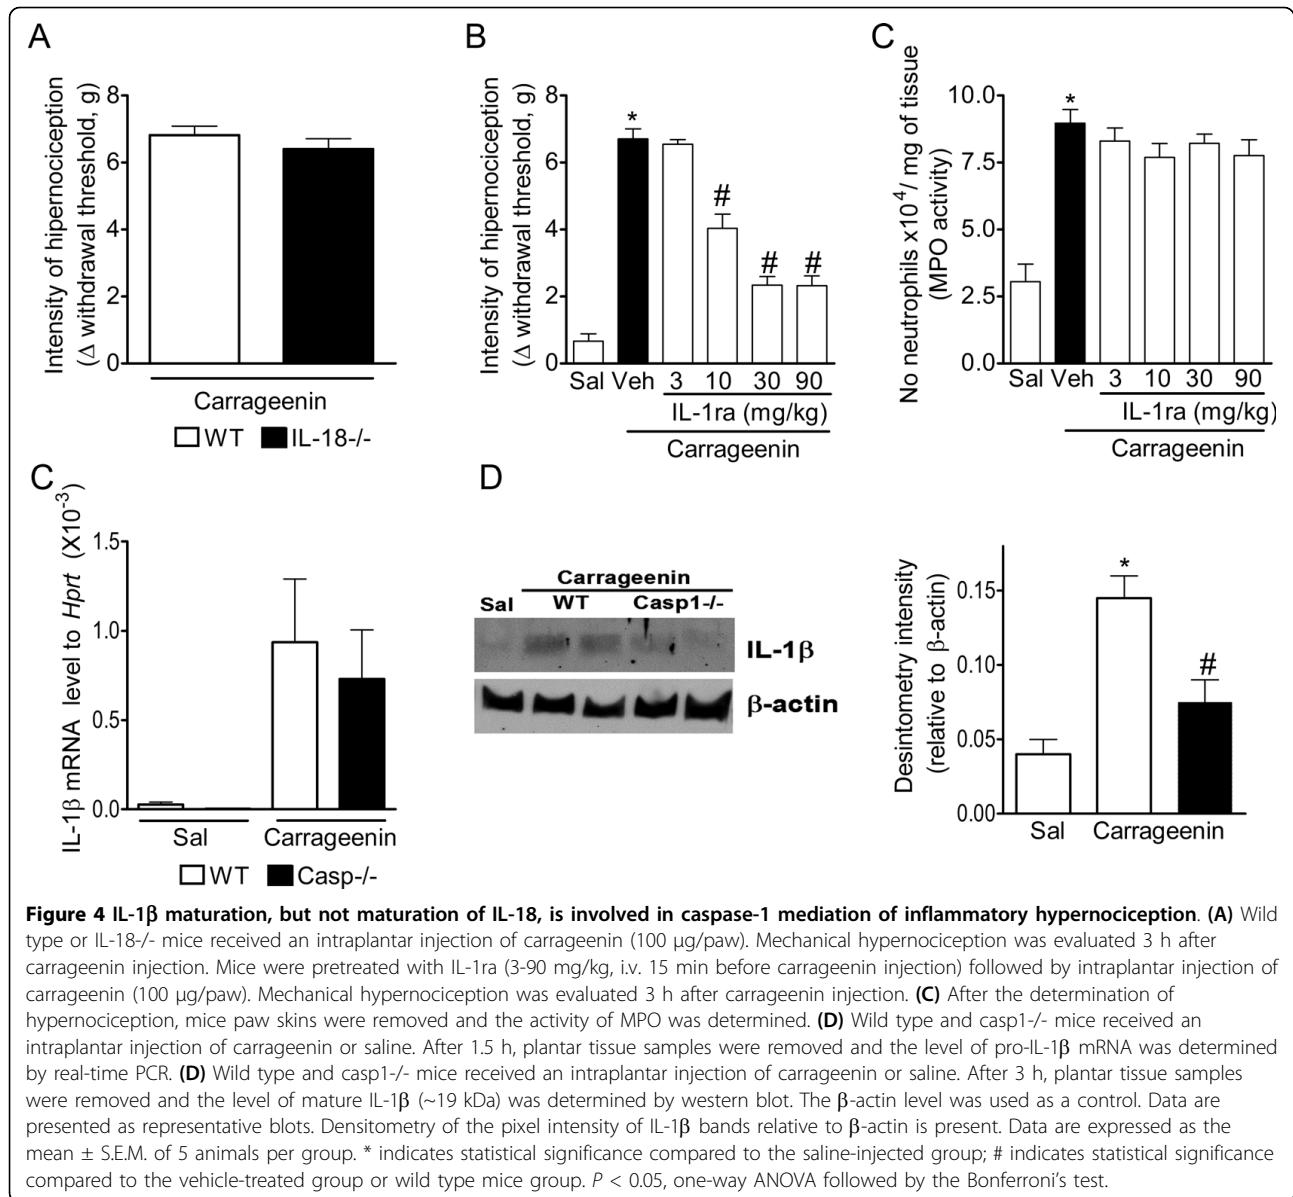 A
Intensity of hipernociception
(Δ withdrawal threshold, g)
8
6
4
2
0
Carrageenin
WT IL-18-/-
B
Intensity of hipernociception
(Δ withdrawal threshold, g)
8
6
4
2
0
*
#
# #
Sal Veh 3 10 30 90
IL-1ra (mg/kg)
Carrageenin
C
No neutrophils x10⁴/ mg of tissue
(MPO activity)
10.0
7.5
5.0
2.5
0.0
*
Sal Veh 3 10 30 90
IL-1ra (mg/kg)
Carrageenin
C
IL-1β mRNA level to Hprt (X10⁻³)
1.5
1.0
0.5
0.0
Sal Carrageenin
WT Casp-/-
D
Carrageenin
Sal WT Casp1-/-
IL-1β
β-actin
Desintometry intensity
(relative to β-actin)
0.15
0.10
0.05
0.00
*
#
Sal Carrageenin
Figure 4 IL-1β maturation, but not maturation of IL-18, is involved in caspase-1 mediation of inflammatory hypernociception. (A) Wild
type or IL-18-/- mice received an intraplantar injection of carrageenin (100 μg/paw). Mechanical hypernociception was evaluated 3 h after
carrageenin injection. Mice were pretreated with IL-1ra (3-90 mg/kg, i.v. 15 min before carrageenin injection) followed by intraplantar injection of
carrageenin (100 μg/paw). Mechanical hypernociception was evaluated 3 h after carrageenin injection. (C) After the determination of
hypernociception, mice paw skins were removed and the activity of MPO was determined. (D) Wild type and casp1-/- mice received an
intraplantar injection of carrageenin or saline. After 1.5 h, plantar tissue samples were removed and the level of pro-IL-1β mRNA was determined
by real-time PCR. (D) Wild type and casp1-/- mice received an intraplantar injection of carrageenin or saline. After 3 h, plantar tissue samples
were removed and the level of mature IL-1β (~19 kDa) was determined by western blot. The β-actin level was used as a control. Data are
presented as representative blots. Densitometry of the pixel intensity of IL-1β bands relative to β-actin is present. Data are expressed as the
mean ± S.E.M. of 5 animals per group. * indicates statistical significance compared to the saline-injected group; # indicates statistical significance
compared to the vehicle-treated group or wild type mice group. P < 0.05, one-way ANOVA followed by the Bonferroni's test.